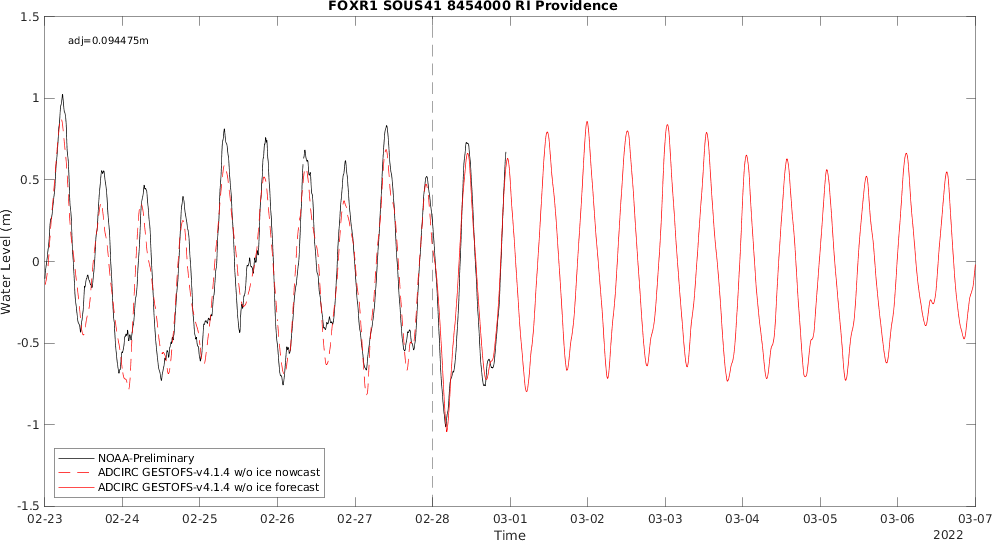 FOXR1 SOUS41 8454000 RI Providence
adj=0.094475m
1.5
1
0.5
0
-0.5
-1
-1.5
Water Level (m)
NOAA-Preliminary
ADCIRC GESTOFS-v4.1.4 w/o ice nowcast
ADCIRC GESTOFS-v4.1.4 w/o ice forecast
02-23 02-24 02-25 02-26 02-27 02-28 03-01 03-02 03-03 03-04 03-05 03-06 03-07
Time
2022